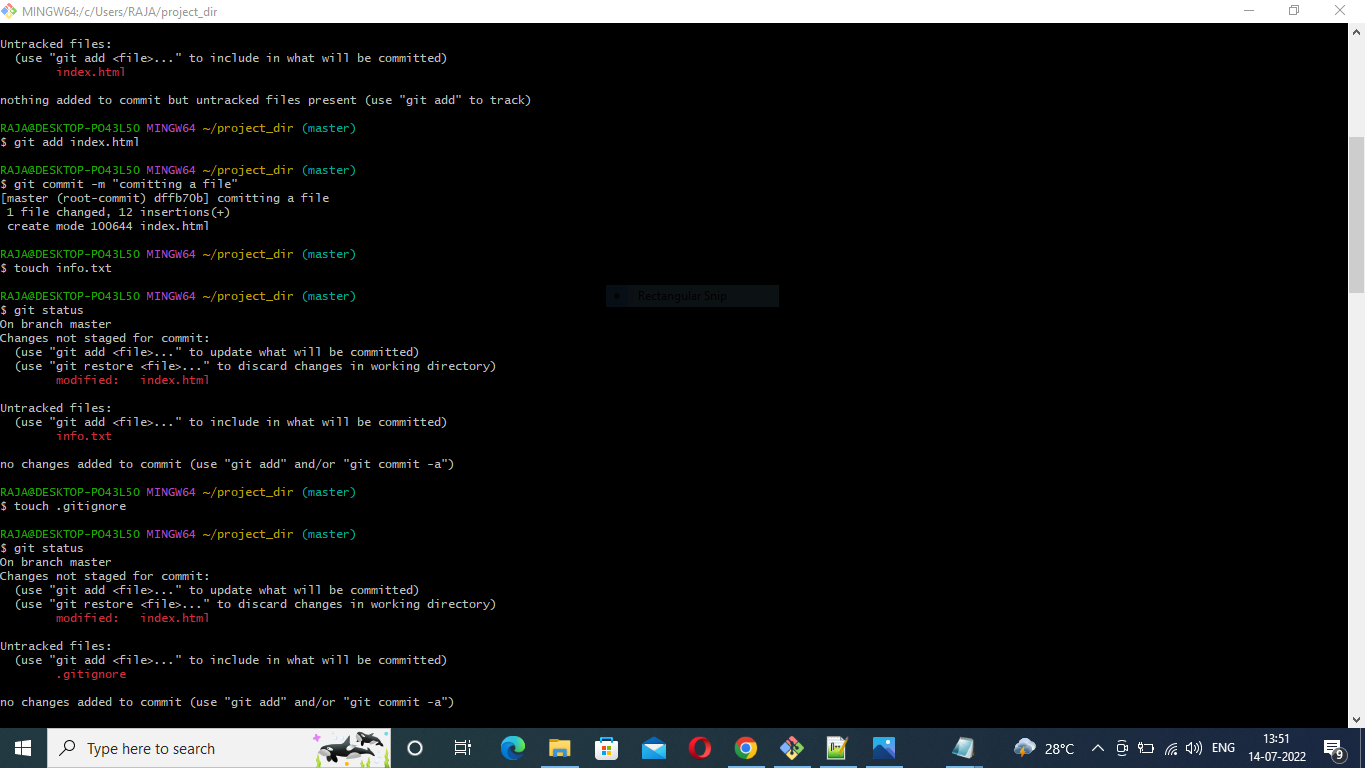 MINGW64:/c/Users/RAJA/project_dir
Untracked files:
  (use "git add <file>..." to include in what will be committed)
        index.html
nothing added to commit but untracked files present (use "git add" to track)
RAJA@DESKTOP-PO43L5O MINGW64 ~/project_dir (master)
$ git add index.html
RAJA@DESKTOP-PO43L5O MINGW64 ~/project_dir (master)
$ git commit -m "comitting a file"
[master (root-commit) dffb70b] comitting a file
 1 file changed, 12 insertions(+)
 create mode 100644 index.html
RAJA@DESKTOP-PO43L5O MINGW64 ~/project_dir (master)
$ touch info.txt
RAJA@DESKTOP-PO43L5O MINGW64 ~/project_dir (master)
Rectangular Snip
$ git status
On branch master
Changes not staged for commit:
  (use "git add <file>..." to update what will be committed)
  (use "git restore <file>..." to discard changes in working directory)
        modified:   index.html
Untracked files:
  (use "git add <file>..." to include in what will be committed)
        info.txt
no changes added to commit (use "git add" and/or "git commit -a")
RAJA@DESKTOP-PO43L5O MINGW64 ~/project_dir (master)
$ touch .gitignore
RAJA@DESKTOP-PO43L5O MINGW64 ~/project_dir (master)
$ git status
On branch master
Changes not staged for commit:
  (use "git add <file>..." to update what will be committed)
  (use "git restore <file>..." to discard changes in working directory)
        modified:   index.html
Untracked files:
  (use "git add <file>..." to include in what will be committed)
        .gitignore
no changes added to commit (use "git add" and/or "git commit -a")
Type here to search
28°C
ENG
13:51
14-07-2022
9